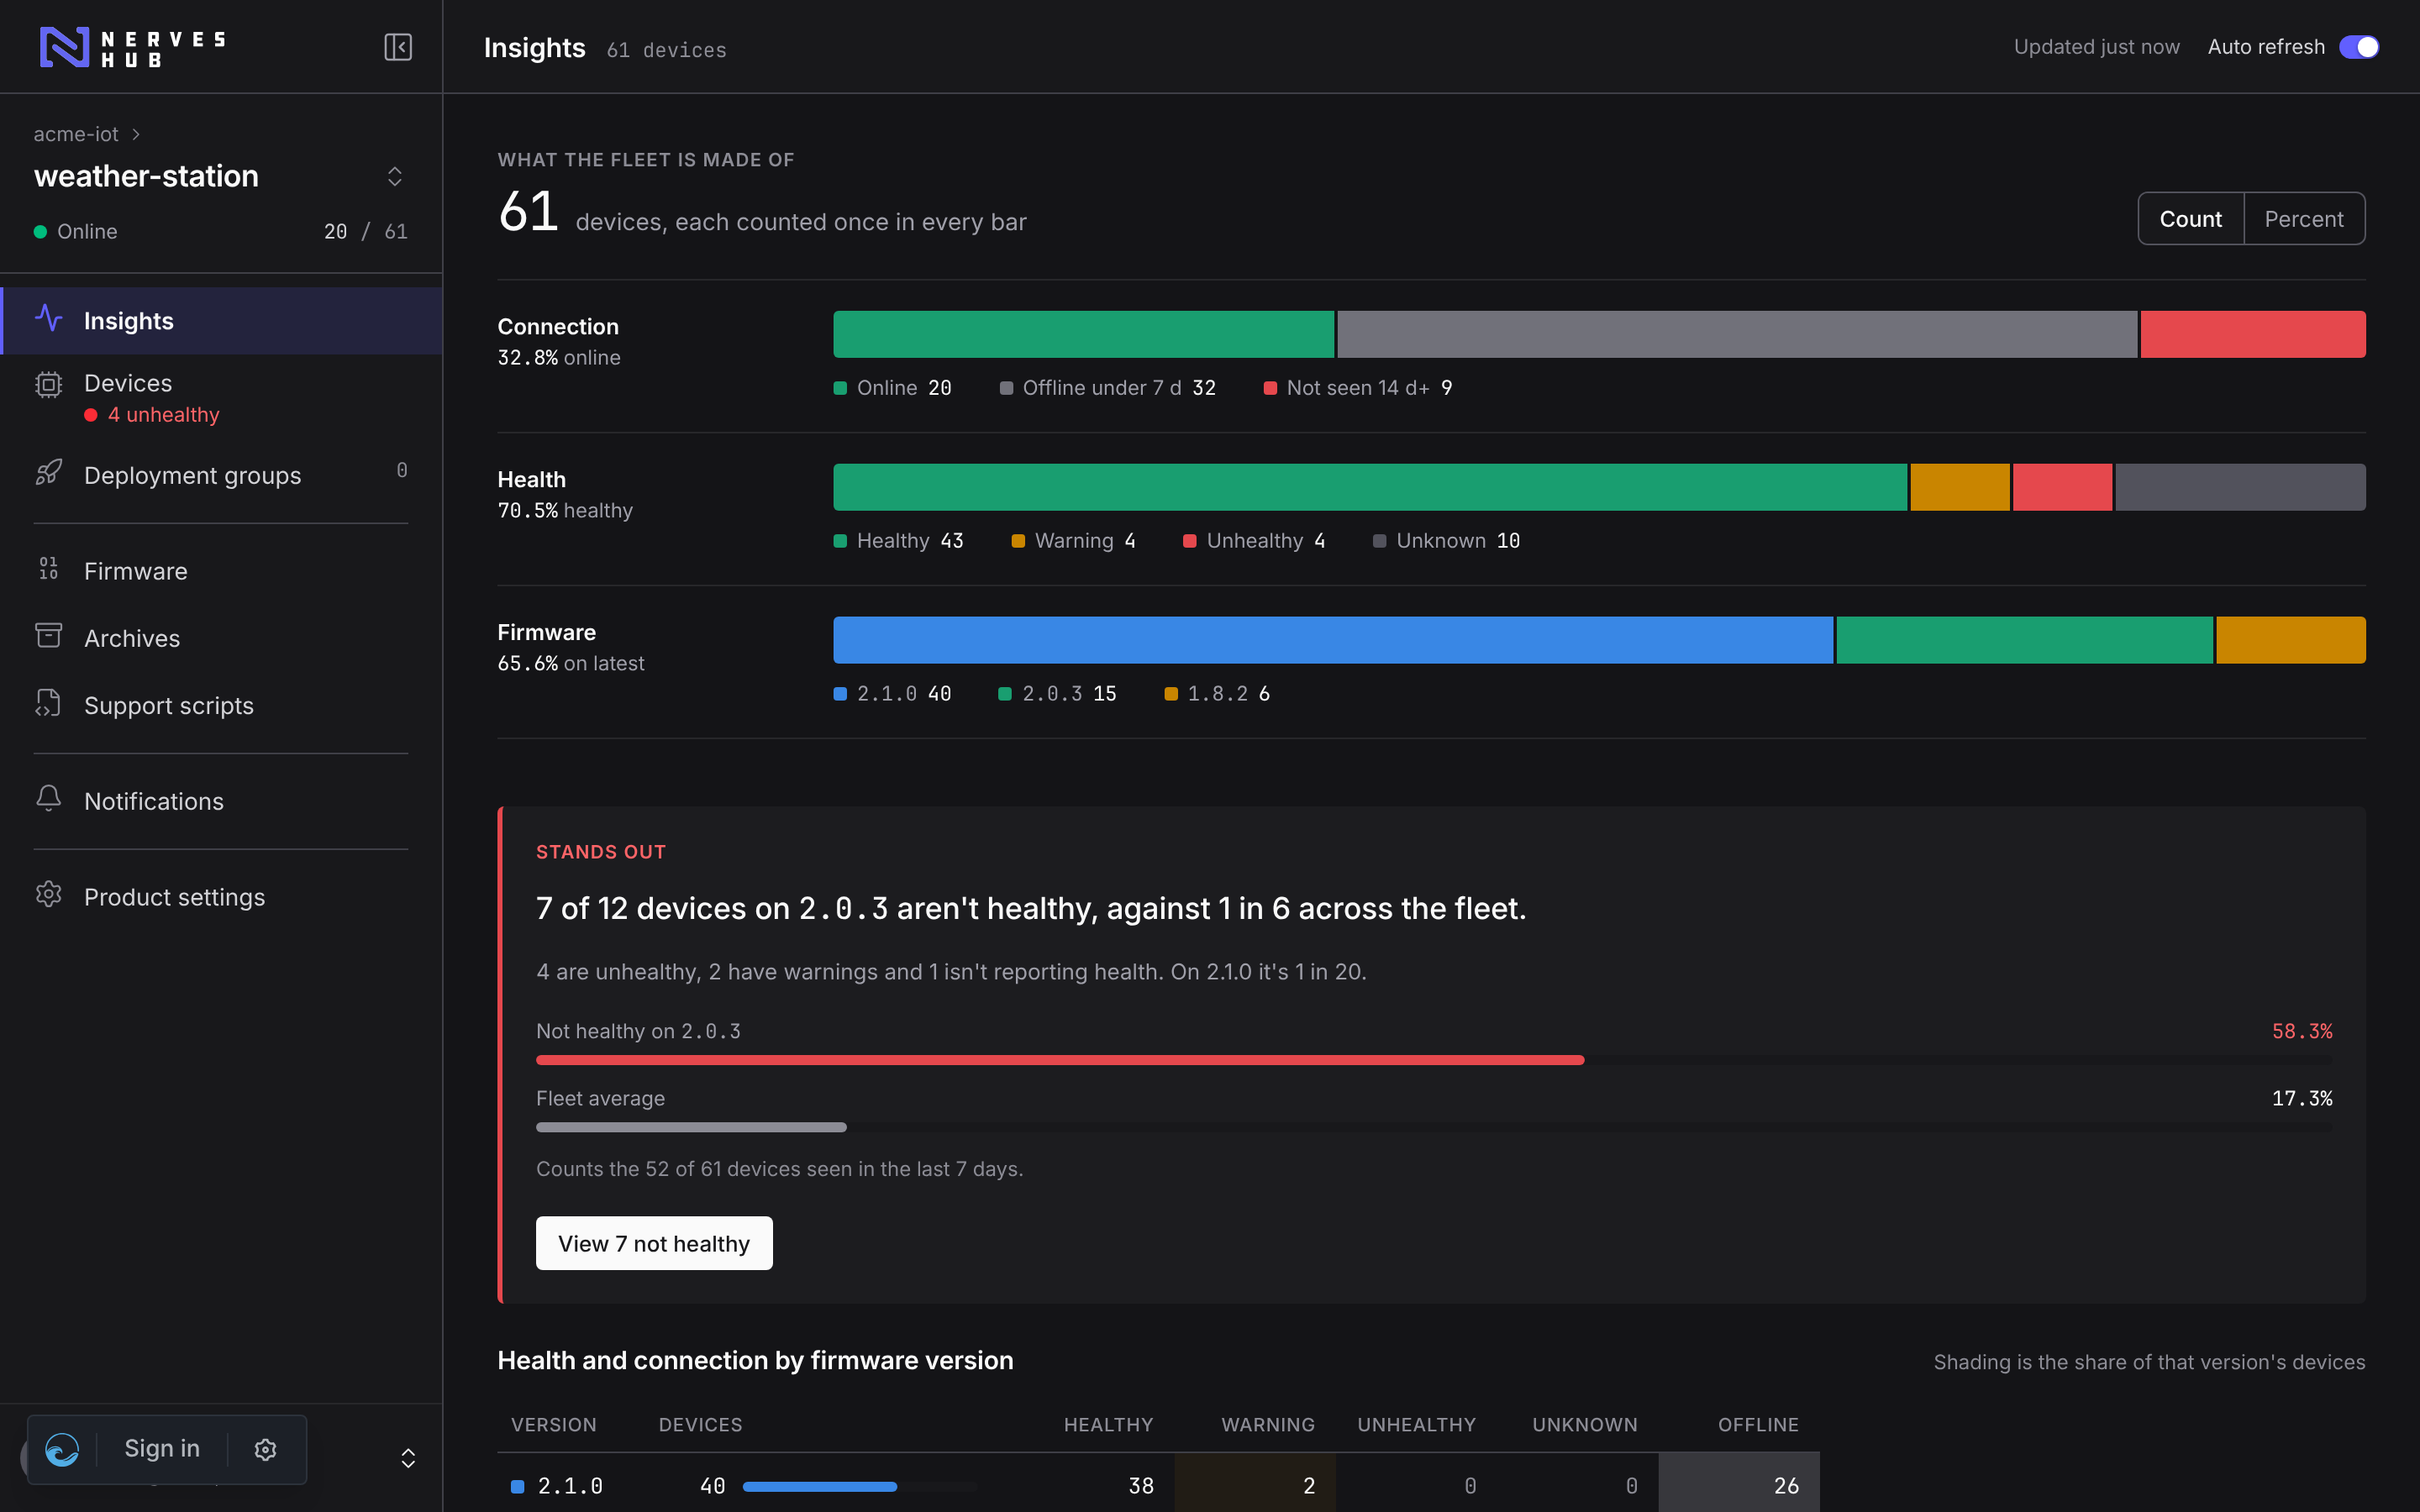 NERVES
HUB
Insights 61 devices
Updated just now Auto refresh
acme-iot
weather-station
Online 20 / 61
Insights
Devices
4 unhealthy
Deployment groups 0
Firmware
Archives
Support scripts
Notifications
Product settings
Sign in
WHAT THE FLEET IS MADE OF
61 devices, each counted once in every bar
Count Percent
Connection
32.8% online
Online 20 Offline under 7 d 32 Not seen 14 d+ 9
Health
70.5% healthy
Healthy 43 Warning 4 Unhealthy 4 Unknown 10
Firmware
65.6% on latest
2.1.0 40 2.0.3 15 1.8.2 6
STANDS OUT
7 of 12 devices on 2.0.3 aren't healthy, against 1 in 6 across the fleet.
4 are unhealthy, 2 have warnings and 1 isn't reporting health. On 2.1.0 it's 1 in 20.
Not healthy on 2.0.3 58.3%
Fleet average 17.3%
Counts the 52 of 61 devices seen in the last 7 days.
View 7 not healthy
Health and connection by firmware version
Shading is the share of that version's devices
VERSION DEVICES HEALTHY WARNING UNHEALTHY UNKNOWN OFFLINE
2.1.0 40 38 2 0 0 26